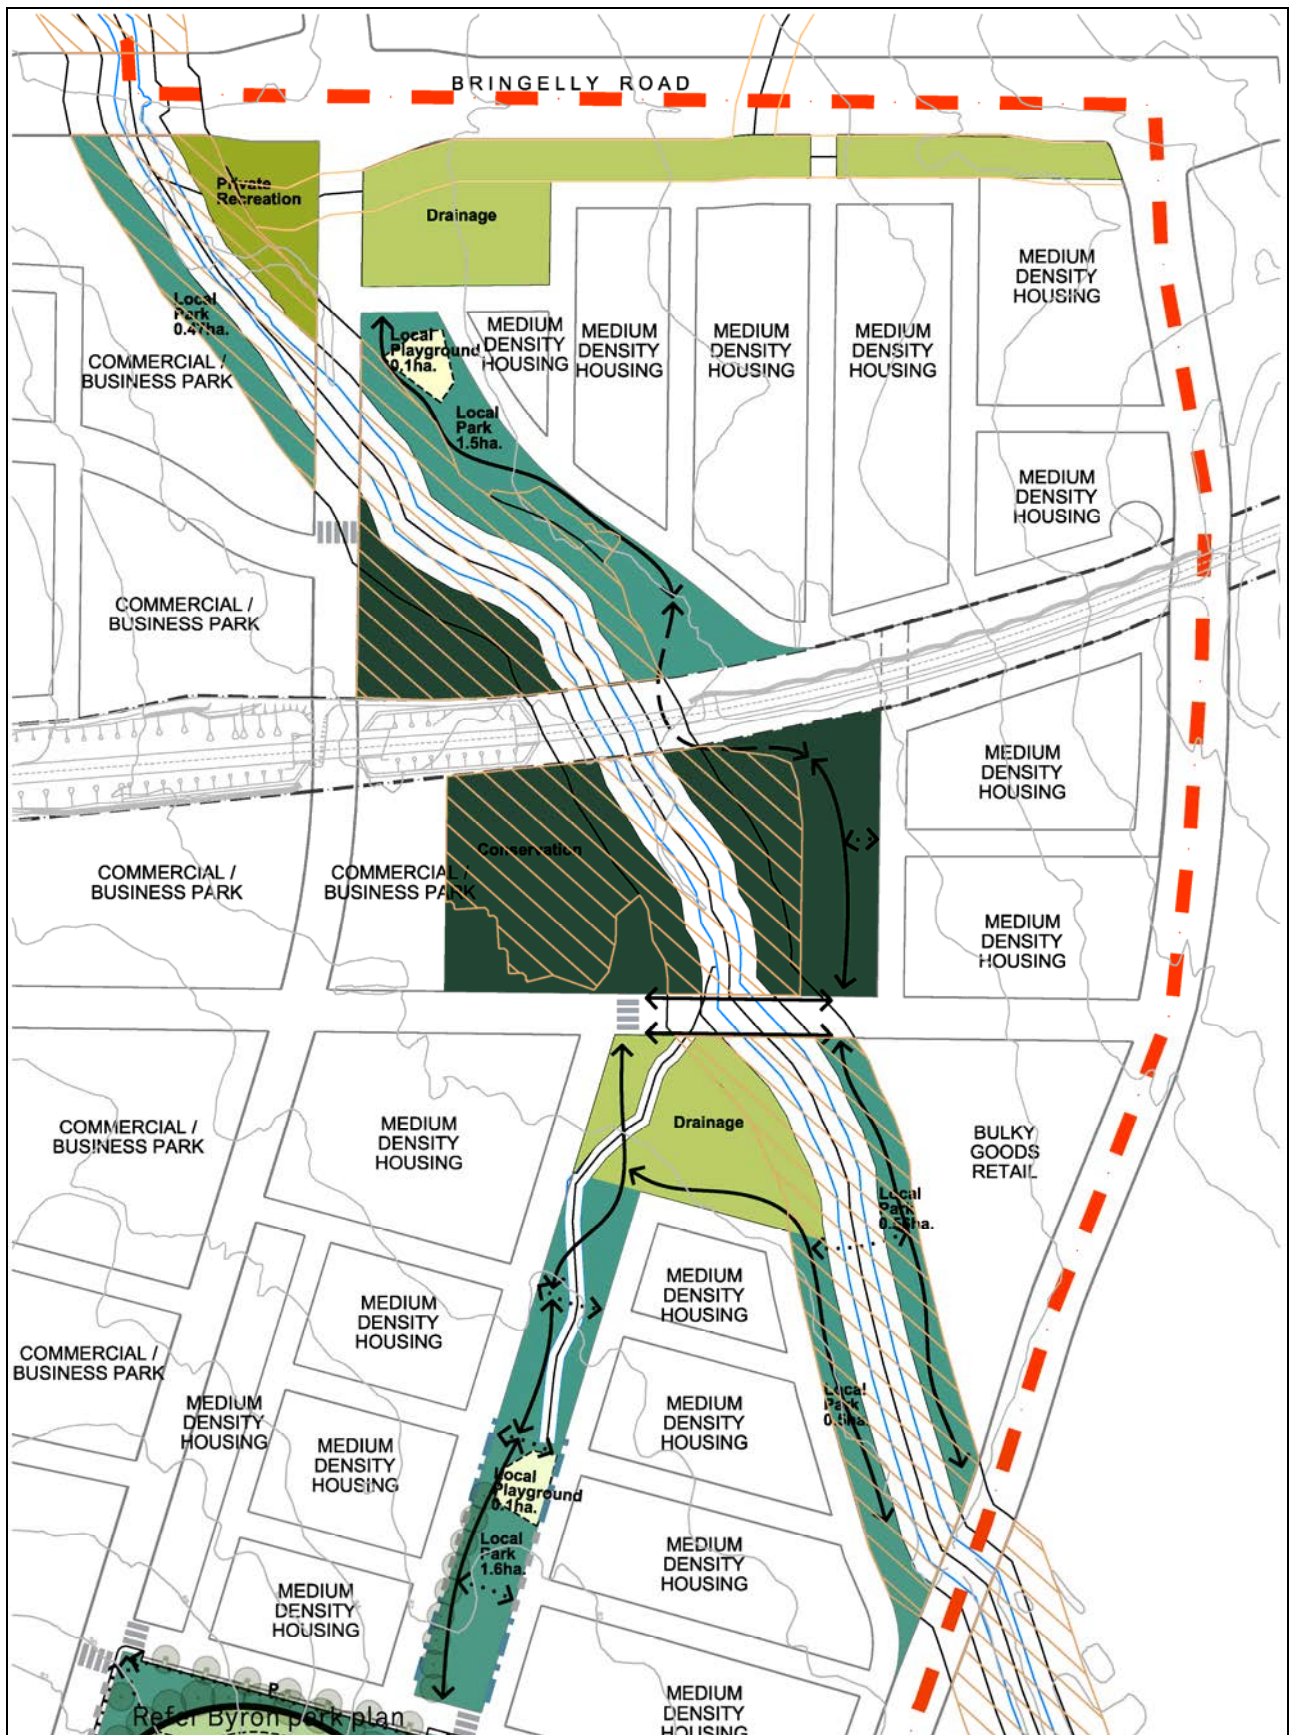 BRINGELLY ROAD
Private
Recreation
Drainage
MEDIUM
DENSITY
HOUSING
Local
Park
0.47ha.
COMMERCIAL /
BUSINESS PARK
Local
Playground
0.1ha.
MEDIUM
DENSITY
HOUSING
MEDIUM
DENSITY
HOUSING
MEDIUM
DENSITY
HOUSING
MEDIUM
DENSITY
HOUSING
Local
Park
1.5ha.
MEDIUM
DENSITY
HOUSING
COMMERCIAL /
BUSINESS PARK
MEDIUM
DENSITY
HOUSING
Conservation
COMMERCIAL /
BUSINESS PARK
COMMERCIAL /
BUSINESS PARK
MEDIUM
DENSITY
HOUSING
COMMERCIAL /
BUSINESS PARK
MEDIUM
DENSITY
HOUSING
Drainage
BULKY
GOODS
RETAIL
Local
Park
MEDIUM
DENSITY
HOUSING
MEDIUM
DENSITY
HOUSING
COMMERCIAL /
BUSINESS PARK
MEDIUM
DENSITY
HOUSING
MEDIUM
DENSITY
HOUSING
MEDIUM
DENSITY
HOUSING
Local
Park
0.5ha.
Local
Playground
0.1ha.
Local
Park
1.6ha.
MEDIUM
DENSITY
HOUSING
MEDIUM
DENSITY
HOUSING
P
Refer Byron park plan
MEDIUM
DENSITY
HOUSING